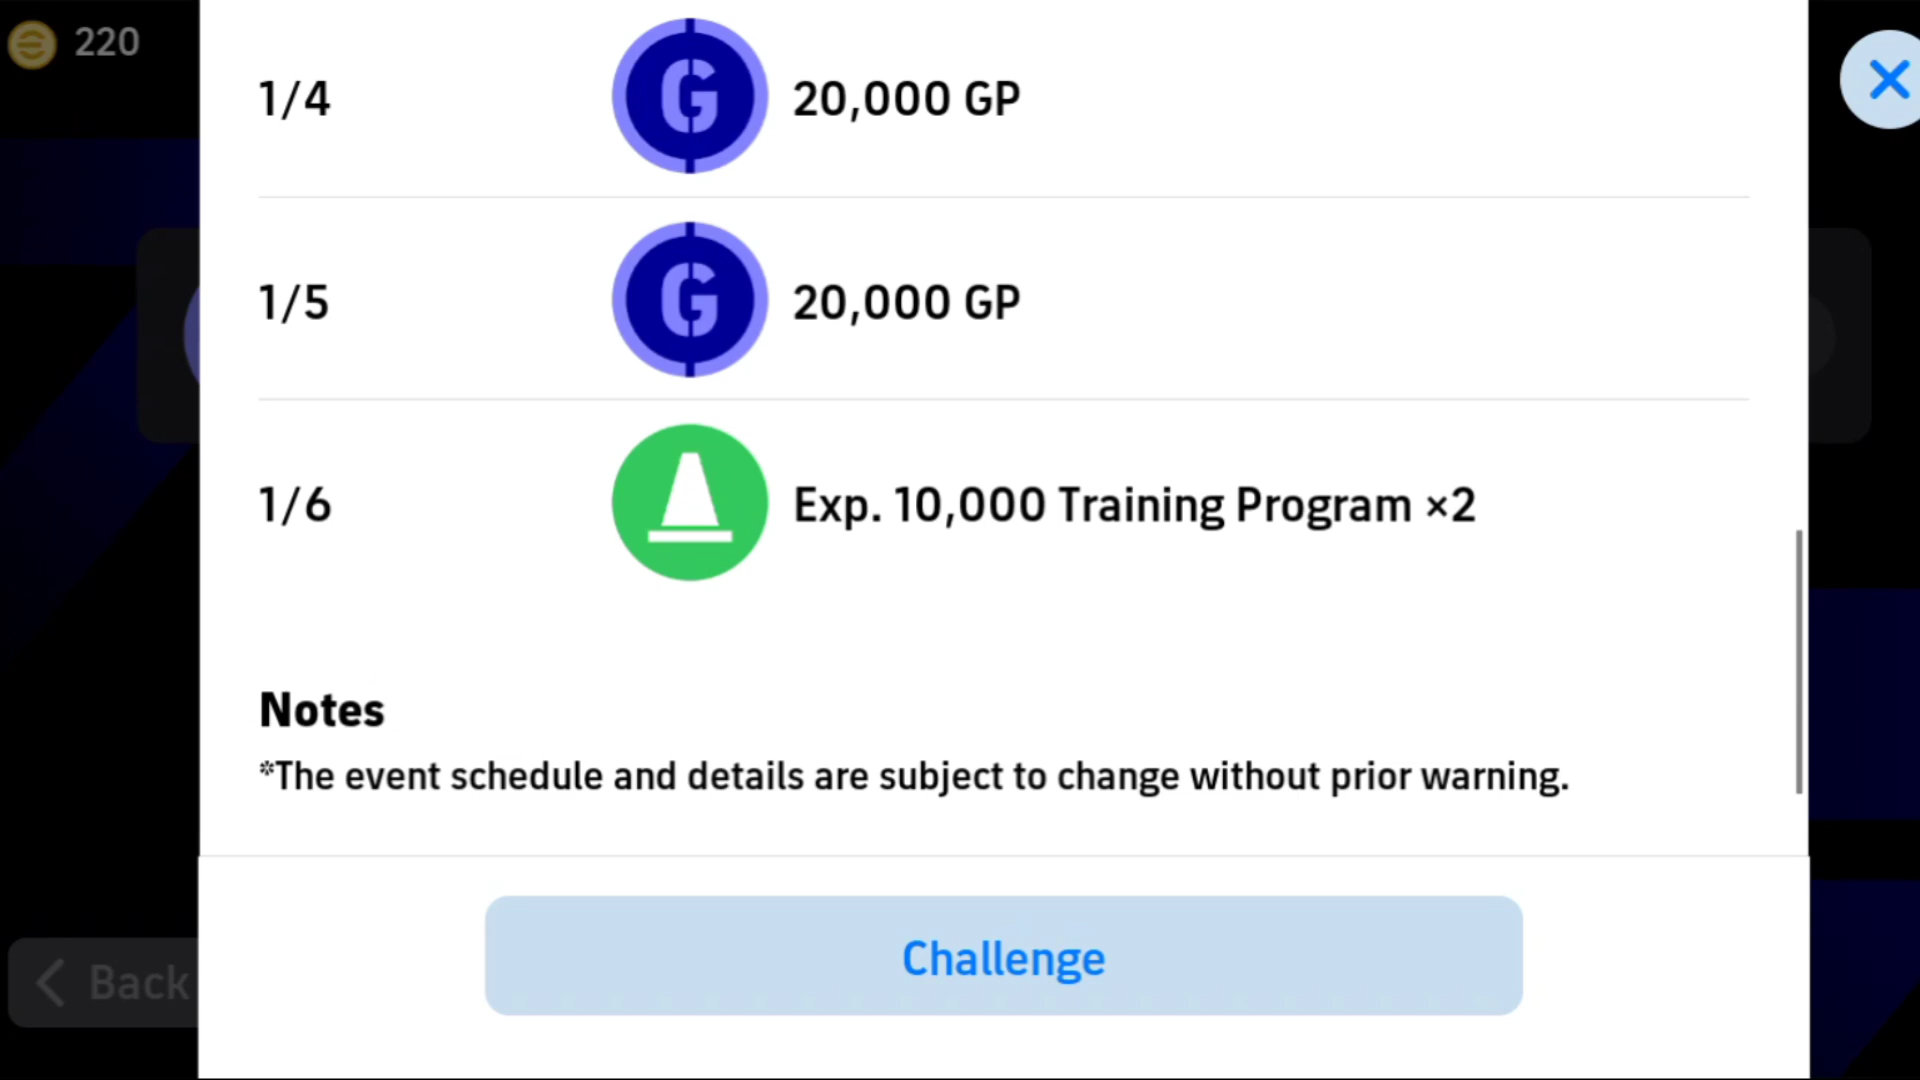 220
1/4 G 20,000 GP
1/5 G 20,000 GP
1/6 Exp. 10,000 Training Program ×2
Notes
*The event schedule and details are subject to change without prior warning.
Challenge
Back